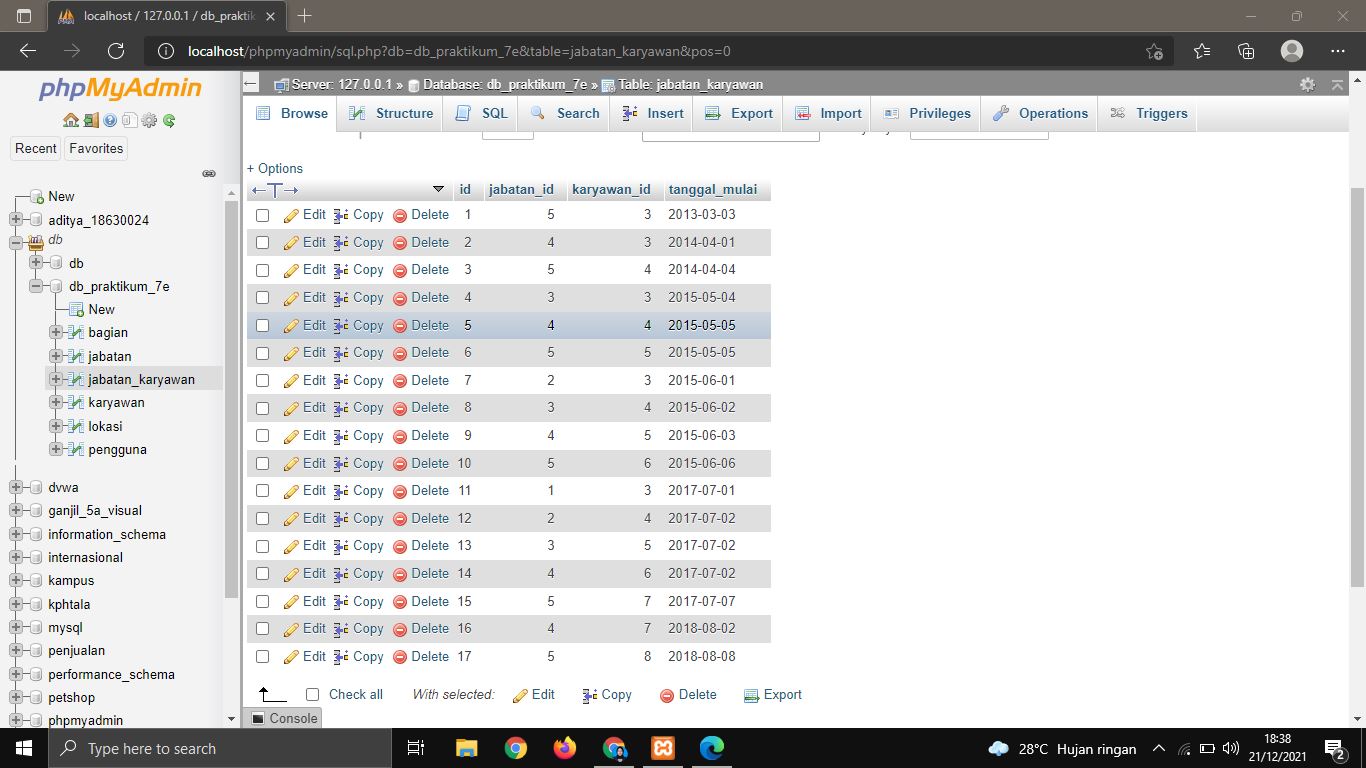 localhost / 127.0.0.1 / db_praktik
localhost/phpmyadmin/sql.php?db=db_praktikum_7e&table=jabatan_karyawan&pos=0
phpMyAdmin
Recent Favorites
New
aditya_18630024
db
db
db_praktikum_7e
New
bagian
jabatan
jabatan_karyawan
karyawan
lokasi
pengguna
dvwa
ganjil_5a_visual
information_schema
internasional
kampus
kphtala
mysql
penjualan
performance_schema
petshop
phpmyadmin
Server: 127.0.0.1 » Database: db_praktikum_7e » Table: jabatan_karyawan
Browse Structure SQL Search Insert Export Import Privileges Operations Triggers
+ Options
←T→ id jabatan_id karyawan_id tanggal_mulai
Edit Copy Delete 1 5 3 2013-03-03
Edit Copy Delete 2 4 3 2014-04-01
Edit Copy Delete 3 5 4 2014-04-04
Edit Copy Delete 4 3 3 2015-05-04
Edit Copy Delete 5 4 4 2015-05-05
Edit Copy Delete 6 5 5 2015-05-05
Edit Copy Delete 7 2 3 2015-06-01
Edit Copy Delete 8 3 4 2015-06-02
Edit Copy Delete 9 4 5 2015-06-03
Edit Copy Delete 10 5 6 2015-06-06
Edit Copy Delete 11 1 3 2017-07-01
Edit Copy Delete 12 2 4 2017-07-02
Edit Copy Delete 13 3 5 2017-07-02
Edit Copy Delete 14 4 6 2017-07-02
Edit Copy Delete 15 5 7 2017-07-07
Edit Copy Delete 16 4 7 2018-08-02
Edit Copy Delete 17 5 8 2018-08-08
Check all With selected: Edit Copy Delete Export
Console
Type here to search
28°C Hujan ringan
18:38
21/12/2021
2